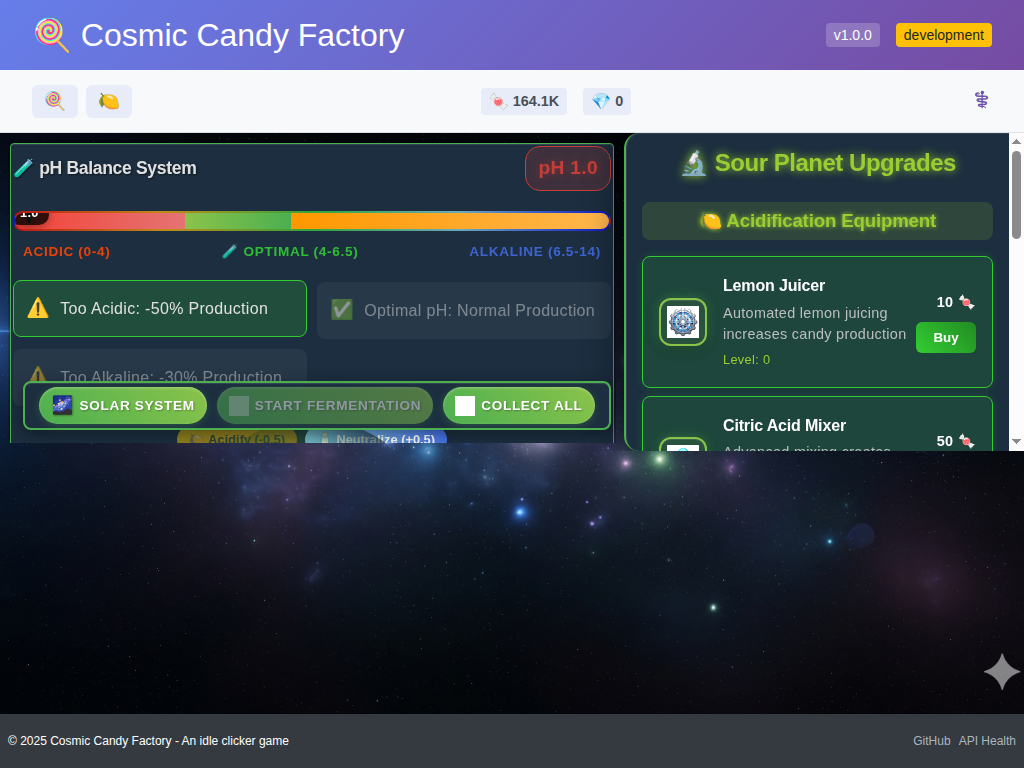 Cosmic Candy Factory
v1.0.0
development
164.1K
0
pH Balance System
pH 1.0
1.0
ACIDIC (0-4)
OPTIMAL (4-6.5)
ALKALINE (6.5-14)
Too Acidic: -50% Production
Optimal pH: Normal Production
Too Alkaline: -30% Production
SOLAR SYSTEM
START FERMENTATION
COLLECT ALL
Acidify (-0.5)
Neutralize (+0.5)
Sour Planet Upgrades
Acidification Equipment
Lemon Juicer
Automated lemon juicing
increases candy production
Level: 0
10
Buy
Citric Acid Mixer
Advanced mixing creates
50
© 2025 Cosmic Candy Factory - An idle clicker game
GitHub
API Health